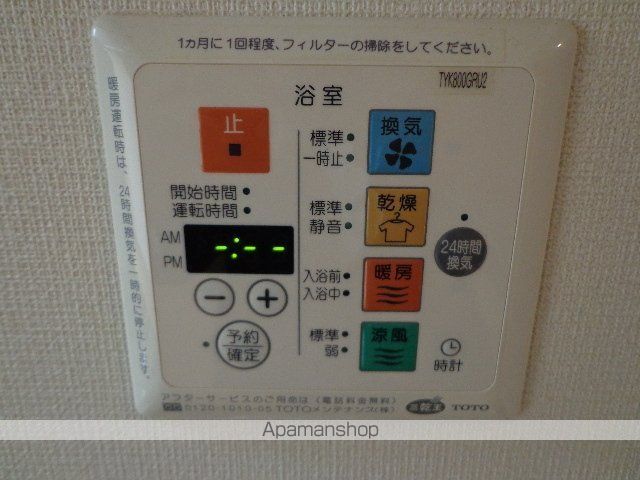 1ヵ月に1回程度、フィルターの掃除をしてください。
TYK800GRU2
浴室
暖房運転時は、24時間換気を一時的に停止します。
止
標準
一時止
換気
開始時間
運転時間
標準
静音
乾燥
AM
PM
-:--
24時間
換気
入浴前
入浴中
暖房
予約
確定
標準
弱
涼風
時計
アフターサービスのご用命は(電話料金無料)
0120-1010-05 TOTOメンテナンス(株)
三乾王
TOTO
Apamanshop